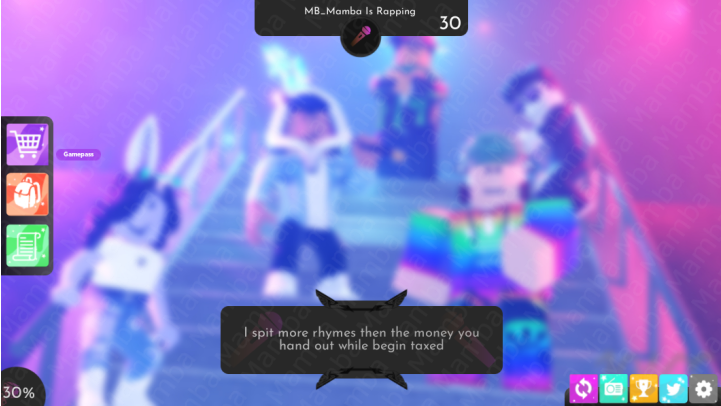 MB_Mamba Is Rapping
30
Gamepass
I spit more rhymes then the money you
hand out while begin taxed
30%